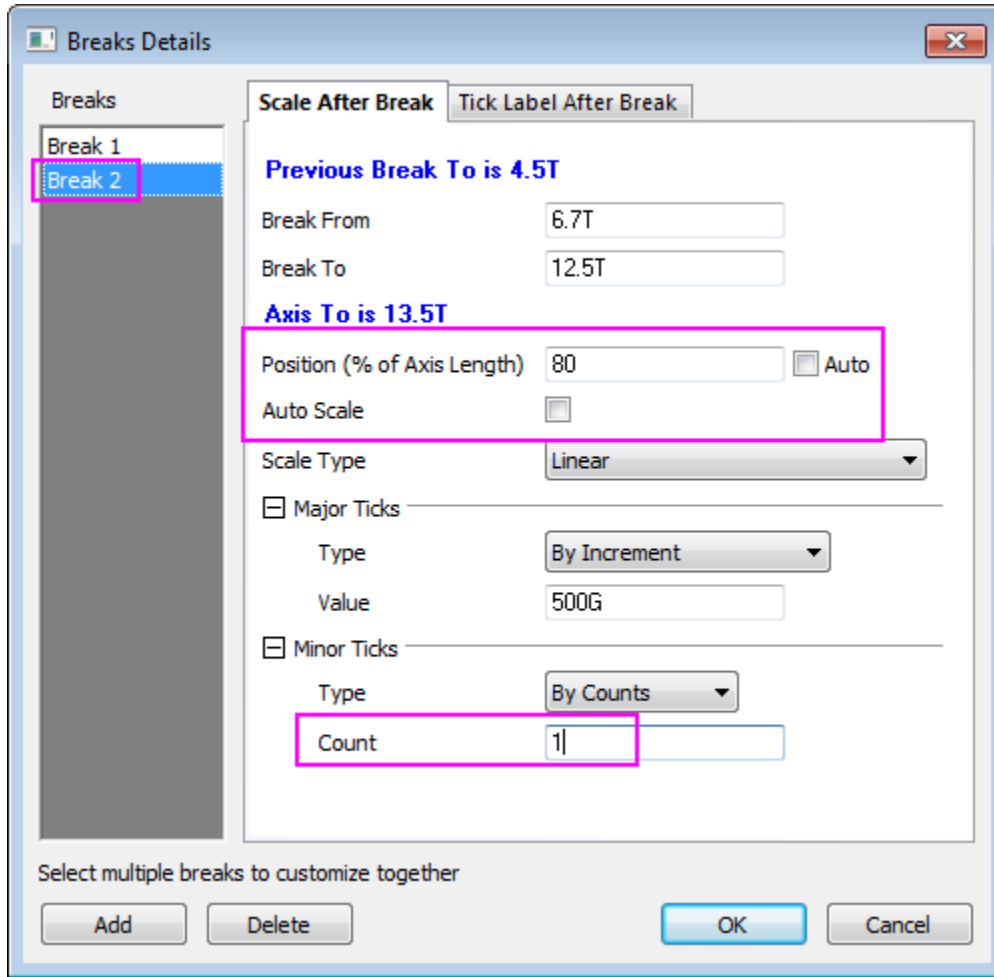 Breaks Details
Breaks
Break 1
Break 2
Scale After Break
Tick Label After Break
Previous Break To is 4.5T
Break From 6.7T
Break To 12.5T
Axis To is 13.5T
Position (% of Axis Length) 80 Auto
Auto Scale
Scale Type Linear
Major Ticks
Type By Increment
Value 500G
Minor Ticks
Type By Counts
Count 1
Select multiple breaks to customize together
Add Delete OK Cancel